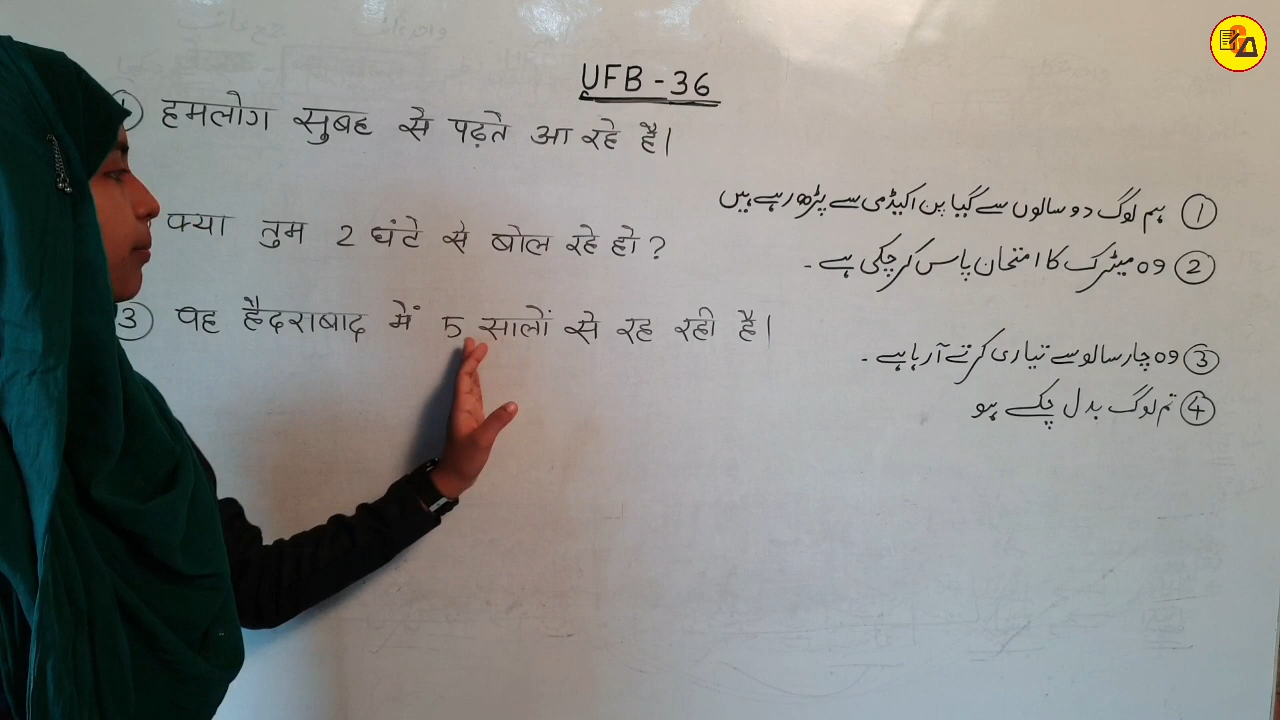 UFB - 36
① हमलोग सुबह से पढ़ते आ रहे है।
क्या तुम 2 घंटे से बोल रहे हो ?
③ वह हैदराबाद में 5 सालों से रह रही है।
① ہم لوگ دو سالوں سے گیا پن اکیڈمی سے پڑھ رہے ہیں
② وہ میٹرک کا امتحان پاس کر چکی ہے ۔
③ وہ چار سالو سے تیاری کرتے آ رہا ہے ۔
④ تم لوگ بدل چکے ہو